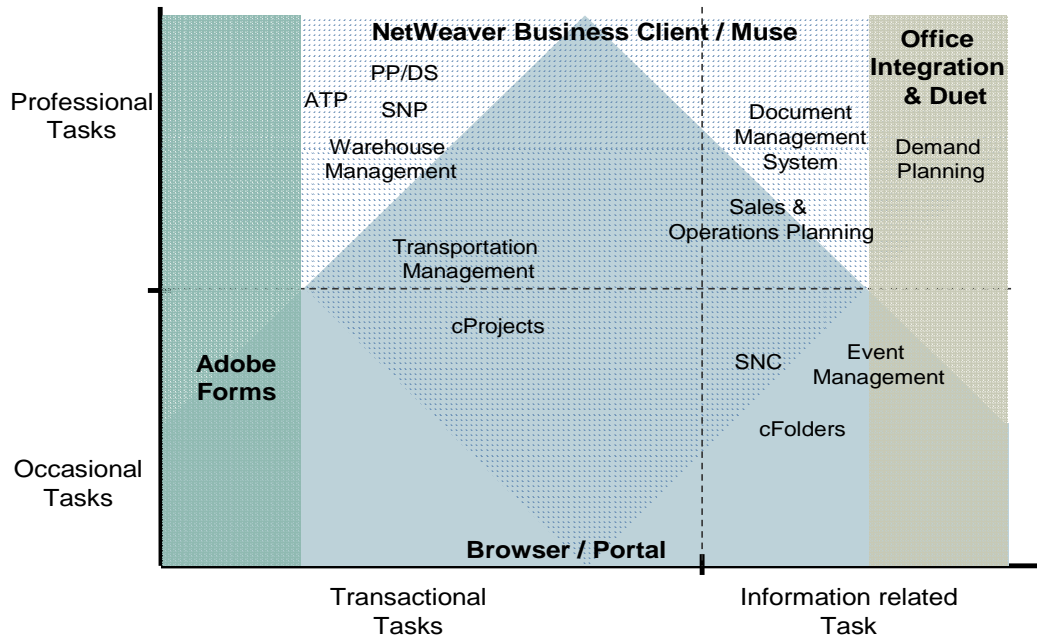 NetWeaver Business Client / Muse
Office
Integration
& Duet
PP/DS
ATP
SNP
Professional
Tasks
Document
Management
System
Warehouse
Management
Demand
Planning
Sales &
Operations Planning
Transportation
Management
cProjects
Adobe
Forms
SNC
Event
Management
cFolders
Occasional
Tasks
Browser / Portal
Transactional
Tasks
Information related
Task